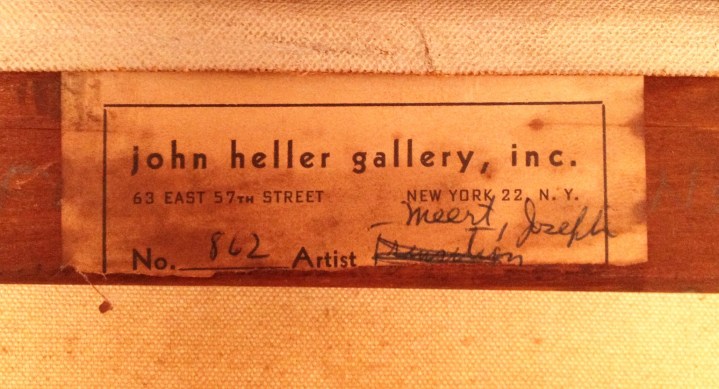 john heller gallery, inc.
63 EAST 57TH STREET NEW YORK 22, N.Y.
Meert, Joseph
No. 862 Artist